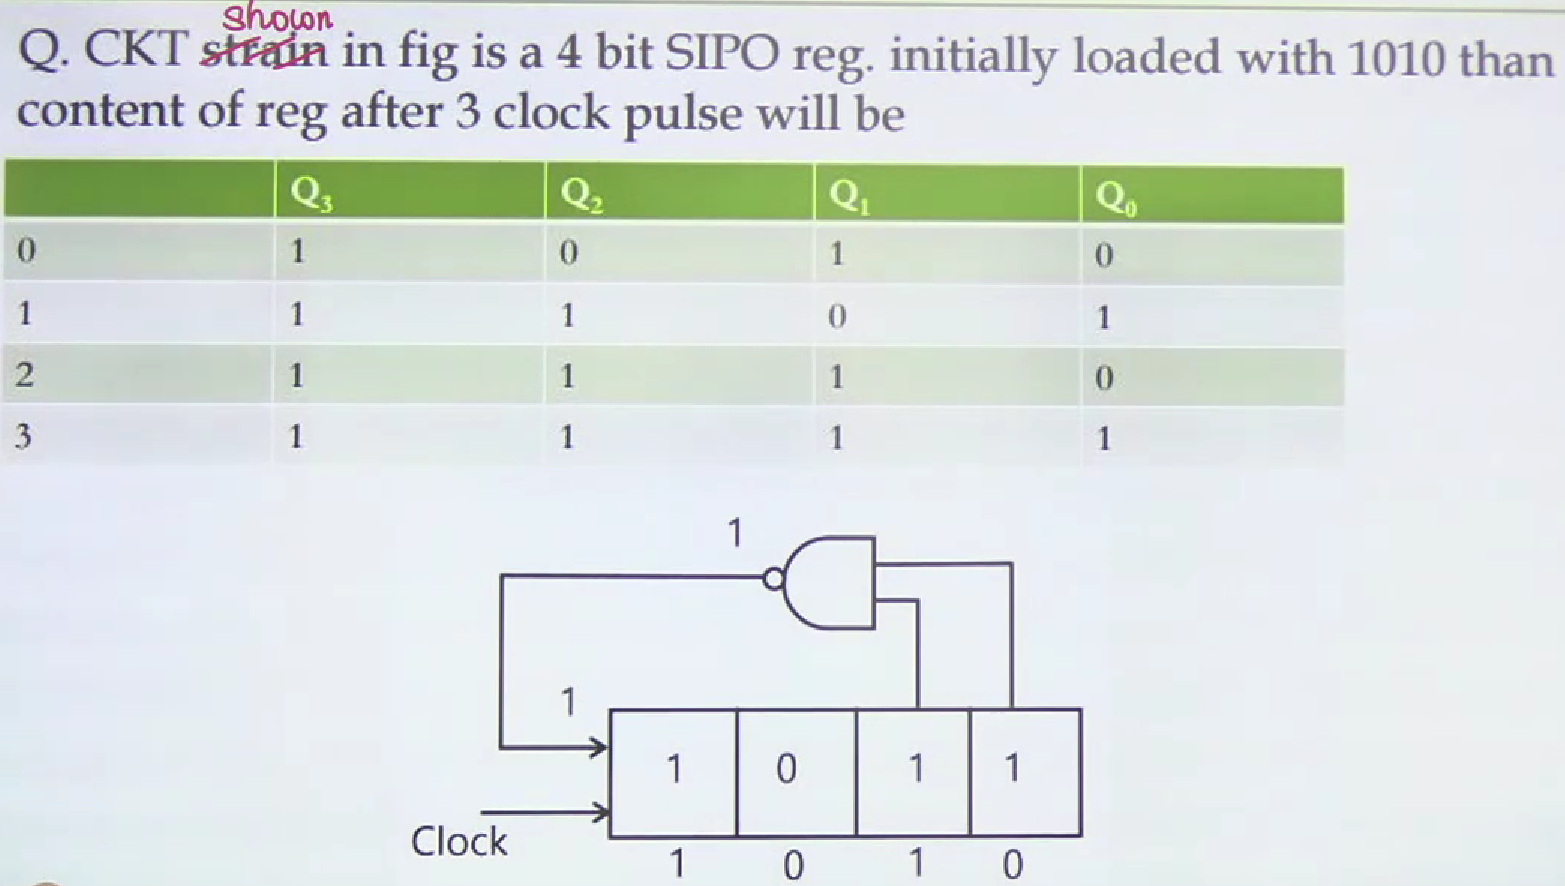 shown
Q. CKT strain in fig is a 4 bit SIPO reg. initially loaded with 1010 than
content of reg after 3 clock pulse will be
Q₃ Q₂ Q₁ Q₀
0 1 0 1 0
1 1 1 0 1
2 1 1 1 0
3 1 1 1 1
1
1
1 0 1 1
Clock
1 0 1 0